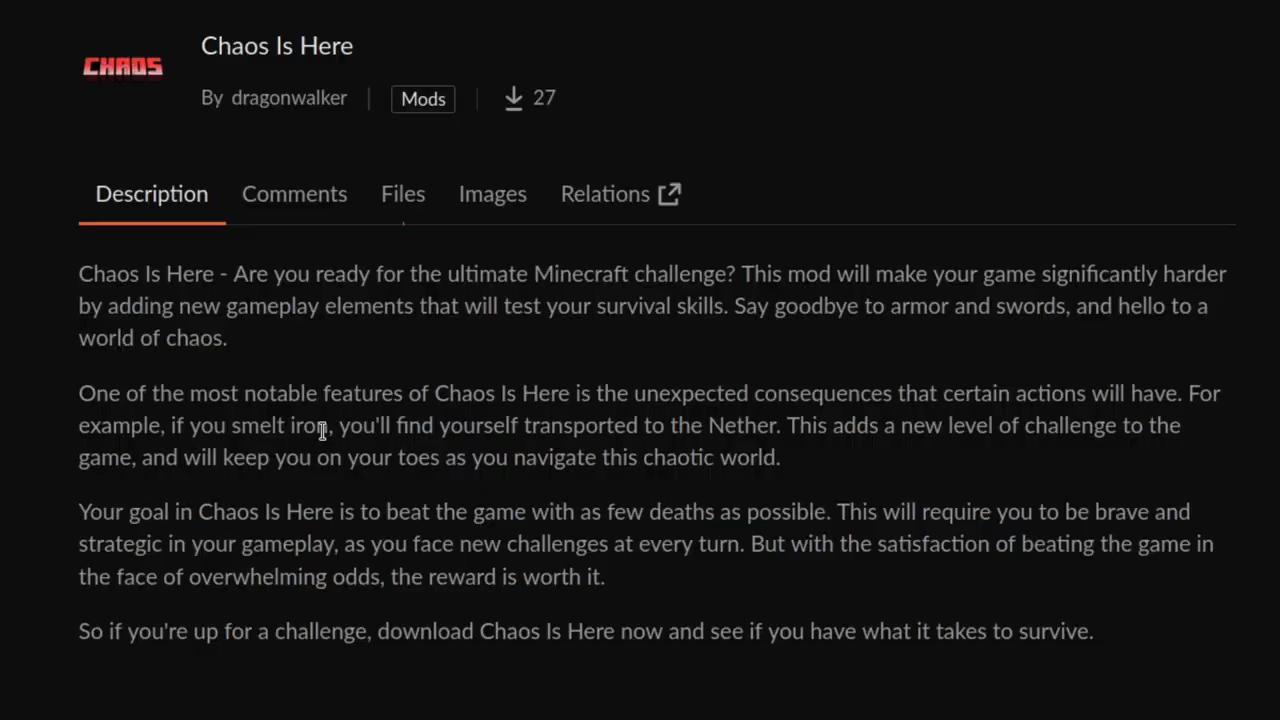 CHAOS
Chaos Is Here
By dragonwalker
Mods
27
Description Comments Files Images Relations
Chaos Is Here - Are you ready for the ultimate Minecraft challenge? This mod will make your game significantly harder
by adding new gameplay elements that will test your survival skills. Say goodbye to armor and swords, and hello to a
world of chaos.
One of the most notable features of Chaos Is Here is the unexpected consequences that certain actions will have. For
example, if you smelt iron, you'll find yourself transported to the Nether. This adds a new level of challenge to the
game, and will keep you on your toes as you navigate this chaotic world.
Your goal in Chaos Is Here is to beat the game with as few deaths as possible. This will require you to be brave and
strategic in your gameplay, as you face new challenges at every turn. But with the satisfaction of beating the game in
the face of overwhelming odds, the reward is worth it.
So if you're up for a challenge, download Chaos Is Here now and see if you have what it takes to survive.